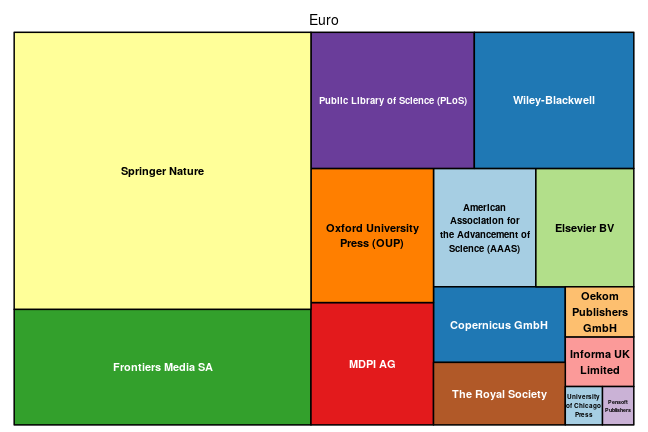 Euro
Springer Nature
Public Library of Science (PLoS)
Wiley-Blackwell
Oxford University
Press (OUP)
American
Association for
the Advancement of
Science (AAAS)
Elsevier BV
Frontiers Media SA
MDPI AG
Copernicus GmbH
Oekom
Publishers
GmbH
Informa UK
Limited
The Royal Society
University
of Chicago
Press
Pensoft
Publishers